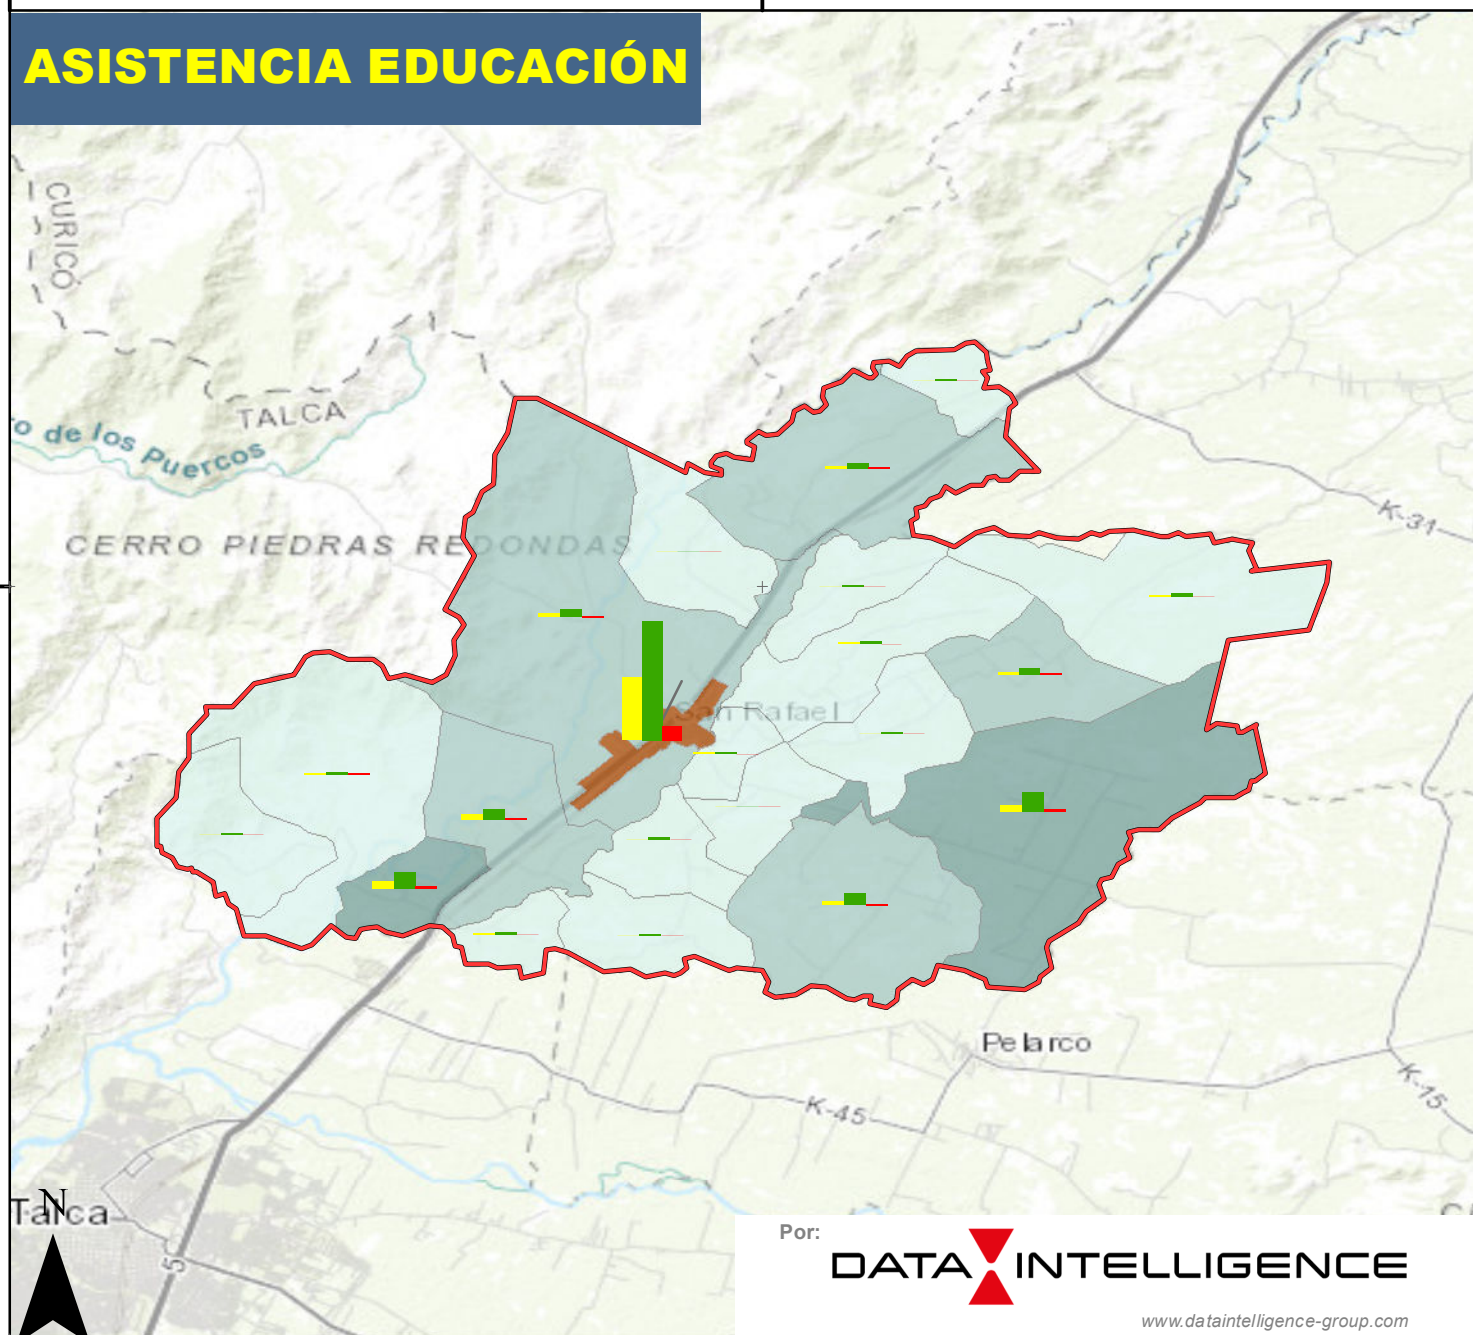 ASISTENCIA EDUCACIÓN
CURICÓ
TALCA
o de los Puercos
CERRO PIEDRAS REDONDAS
K-31
San Rafael
Pelarco
K-15
K-45
N
Talca
5
Por:
DATA INTELLIGENCE
www.dataintelligence-group.com